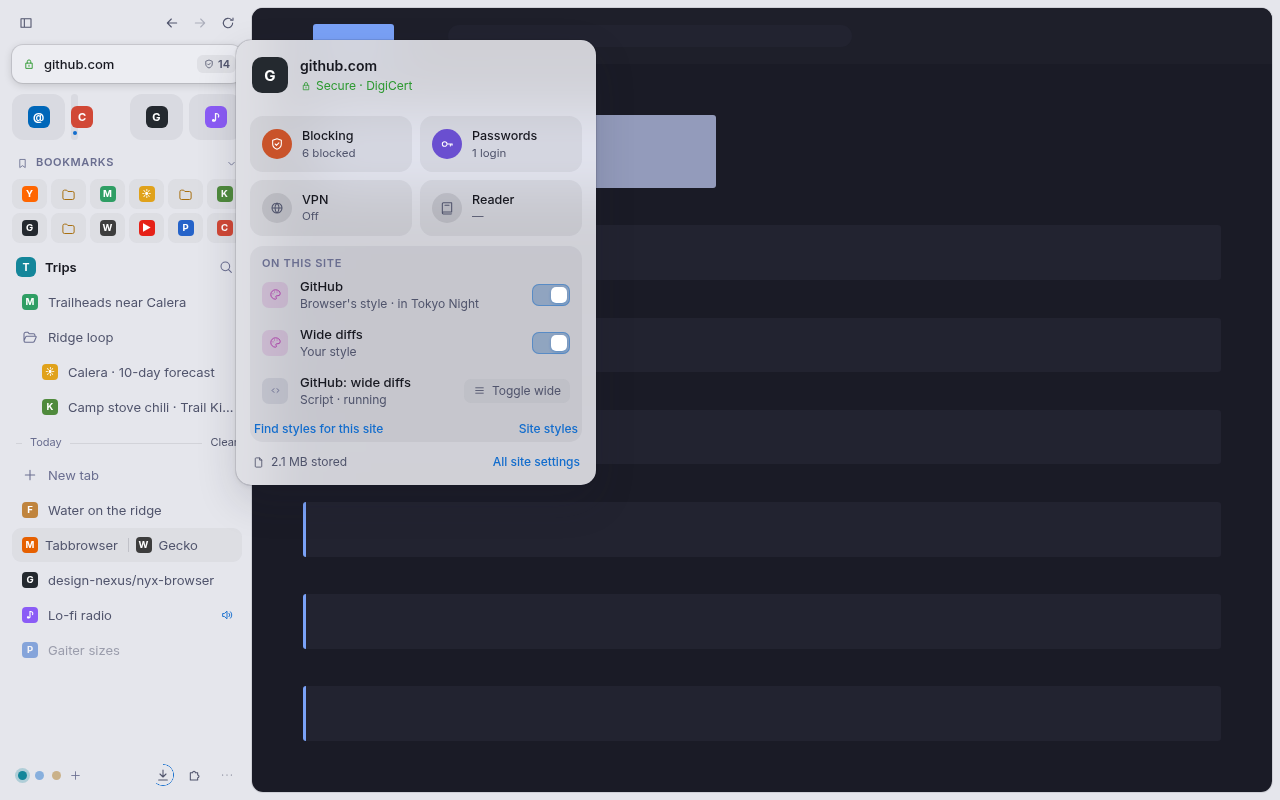 github.com
14
@
C
G
BOOKMARKS
Y
M
K
G
W
P
C
T
Trips
M
Trailheads near Calera
Ridge loop
Calera · 10-day forecast
K
Camp stove chili · Trail Ki...
Today
Clear
New tab
F
Water on the ridge
M
Tabbrowser
W
Gecko
G
design-nexus/nyx-browser
Lo-fi radio
P
Gaiter sizes
G
github.com
Secure · DigiCert
Blocking
6 blocked
Passwords
1 login
VPN
Off
Reader
—
ON THIS SITE
GitHub
Browser's style · in Tokyo Night
Wide diffs
Your style
GitHub: wide diffs
Script · running
Toggle wide
Find styles for this site
Site styles
2.1 MB stored
All site settings